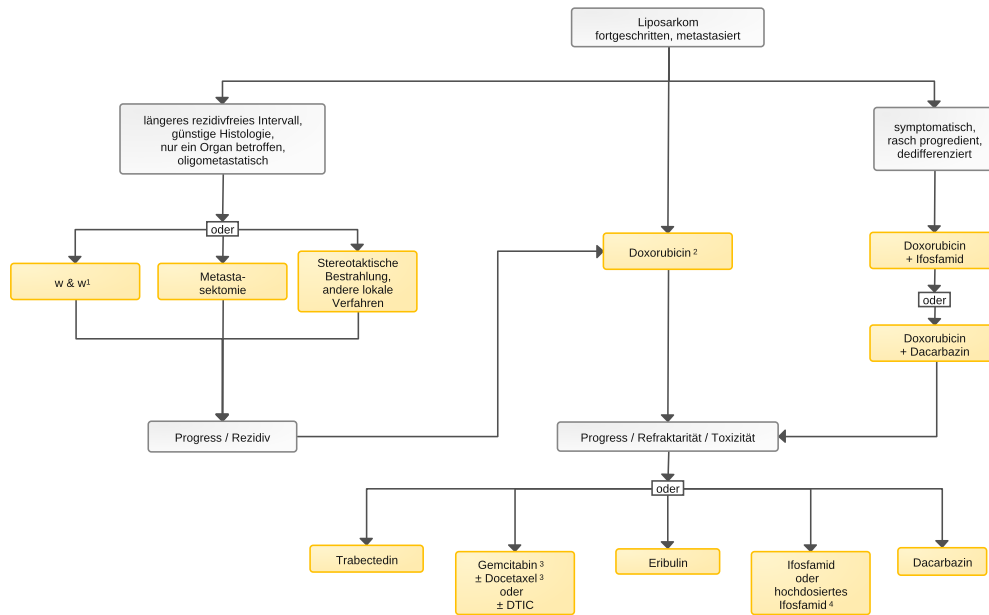 Liposarkom
fortgeschritten, metastasiert
längeres rezidivfreies Intervall,
günstige Histologie,
nur ein Organ betroffen,
oligometastatisch
symptomatisch,
rasch progredient,
dedifferenziert
oder
w & w¹
Metasta-
sektomie
Stereotaktische
Bestrahlung,
andere lokale
Verfahren
Doxorubicin ²
Doxorubicin
+ Ifosfamid
oder
Doxorubicin
+ Dacarbazin
Progress / Rezidiv
Progress / Refraktarität / Toxizität
oder
Trabectedin
Gemcitabin ³
± Docetaxel ³
oder
± DTIC
Eribulin
Ifosfamid
oder
hochdosiertes
Ifosfamid ⁴
Dacarbazin